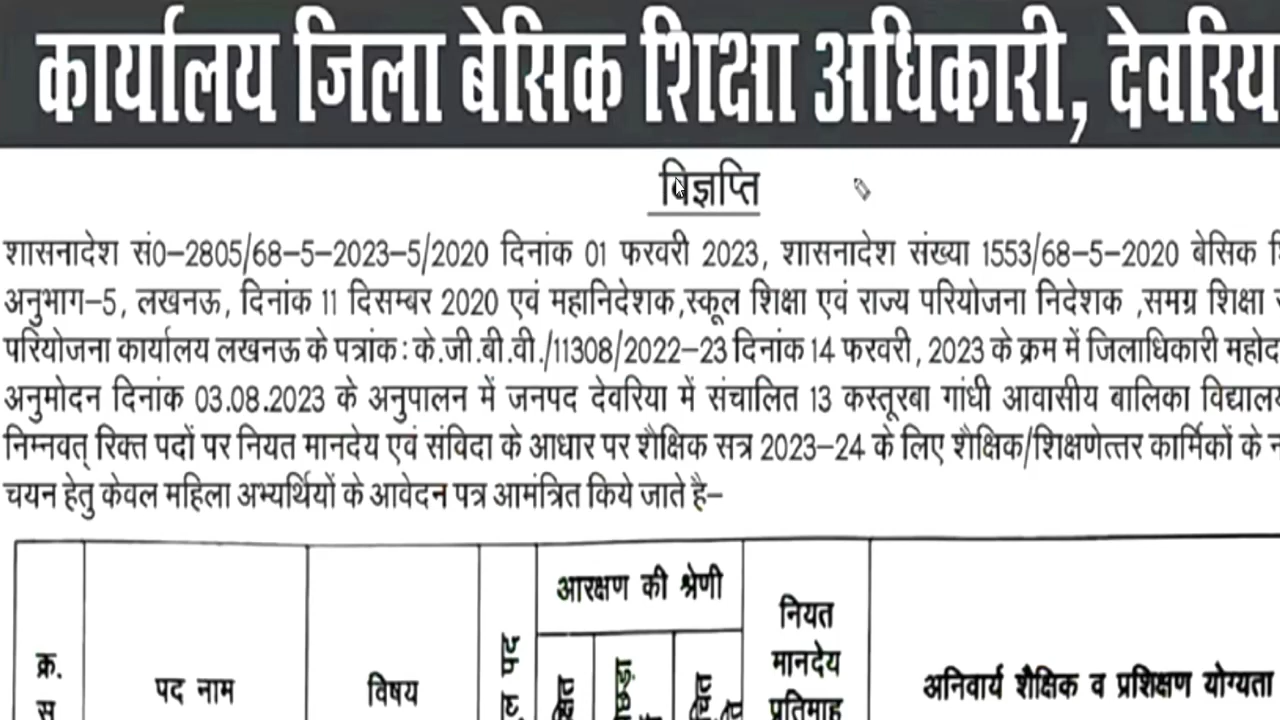 कार्यालय जिला बेसिक शिक्षा अधिकारी, देवरिय
विज्ञप्ति
शासनादेश सं0-2805/68-5-2023-5/2020 दिनांक 01 फरवरी 2023, शासनादेश संख्या 1553/68-5-2020 बेसिक
अनुभाग-5, लखनऊ, दिनांक 11 दिसम्बर 2020 एवं महानिदेशक,स्कूल शिक्षा एवं राज्य परियोजना निदेशक ,समग्र शिक्षा
परियोजना कार्यालय लखनऊ के पत्रांक: के.जी.बी.वी./11308/2022-23 दिनांक 14 फरवरी, 2023 के क्रम में जिलाधिकारी महोद
अनुमोदन दिनांक 03.08.2023 के अनुपालन में जनपद देवरिया में संचालित 13 कस्तूरबा गांधी आवासीय बालिका विद्यालय
निम्नवत् रिक्त पदों पर नियत मानदेय एवं संविदा के आधार पर शैक्षिक सत्र 2023-24 के लिए शैक्षिक/शिक्षणेत्तर कार्मिकों के
चयन हेतु केवल महिला अभ्यर्थियों के आवेदन पत्र आमंत्रित किये जाते है-
आरक्षण की श्रेणी
नियत
क्र.
पद
मानदेय
स
पद नाम
विषय
अनिवार्य शैक्षिक व प्रशिक्षण योग्यता
प्रतिमाह